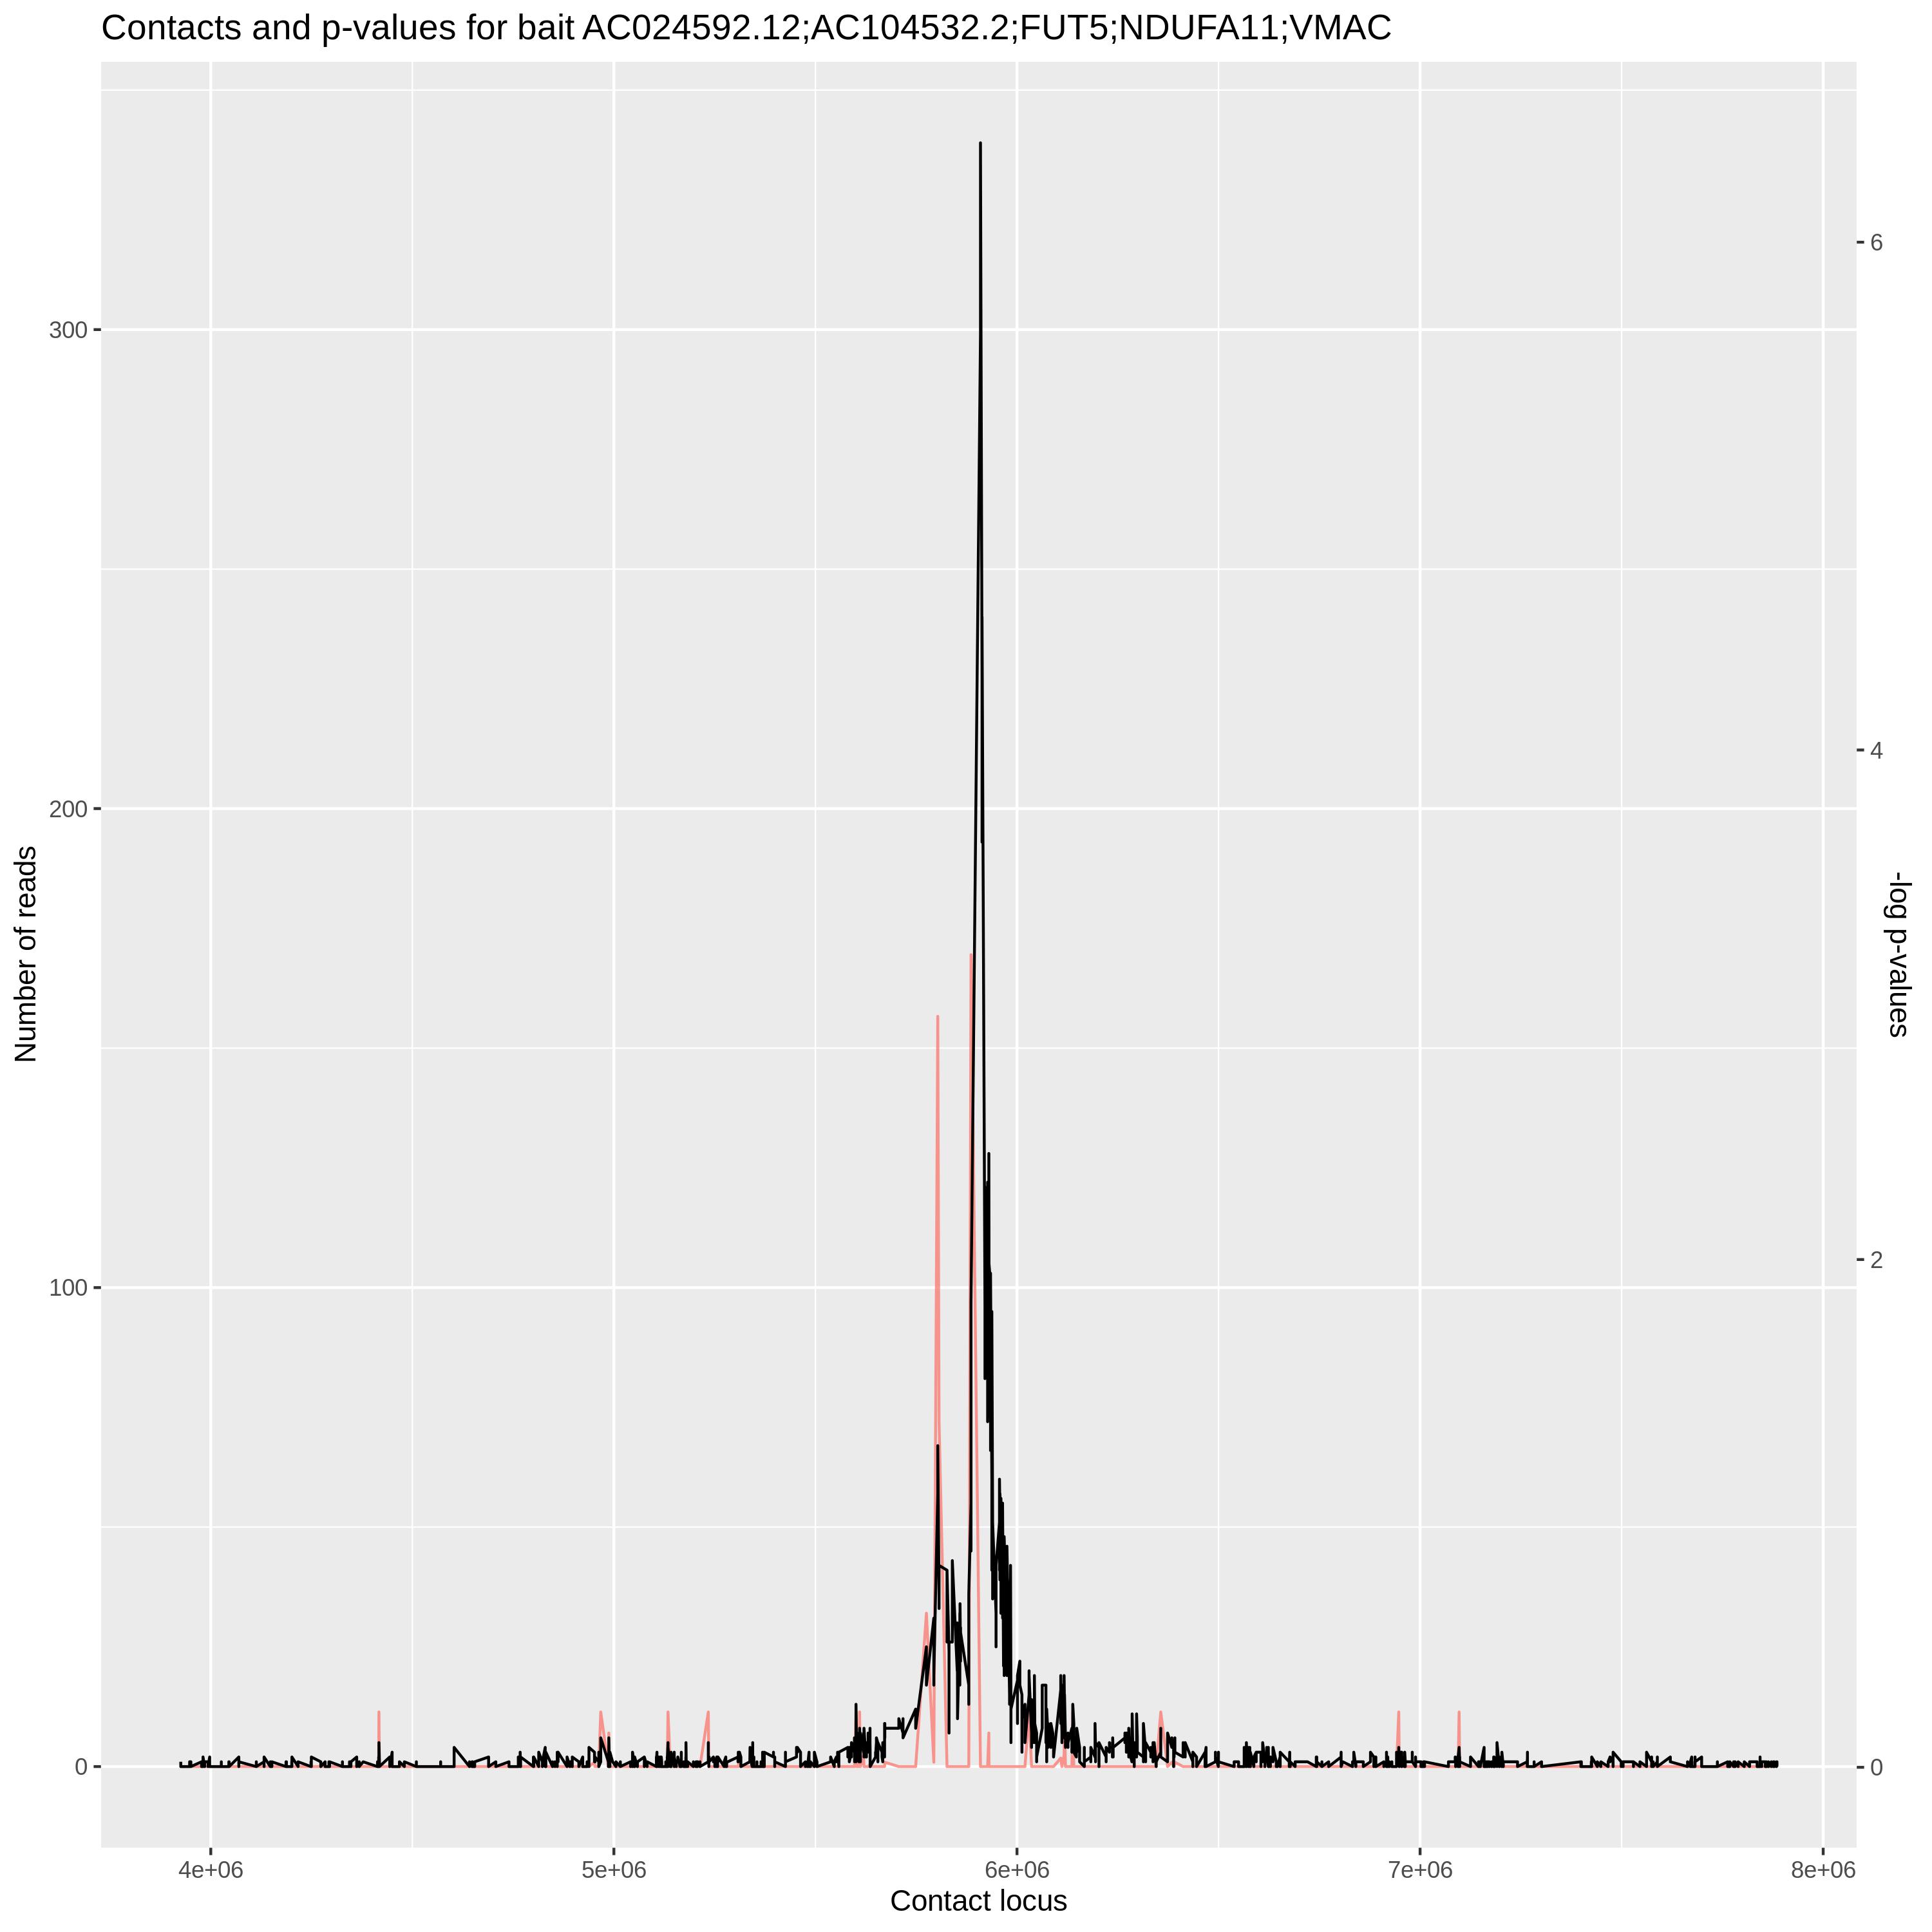 Contacts and p-values for bait AC024592.12;AC104532.2;FUT5;NDUFA11;VMAC
Number of reads
300
200
100
0
6
4
2
0
-log p-values
4e+06 5e+06 6e+06 7e+06 8e+06
Contact locus